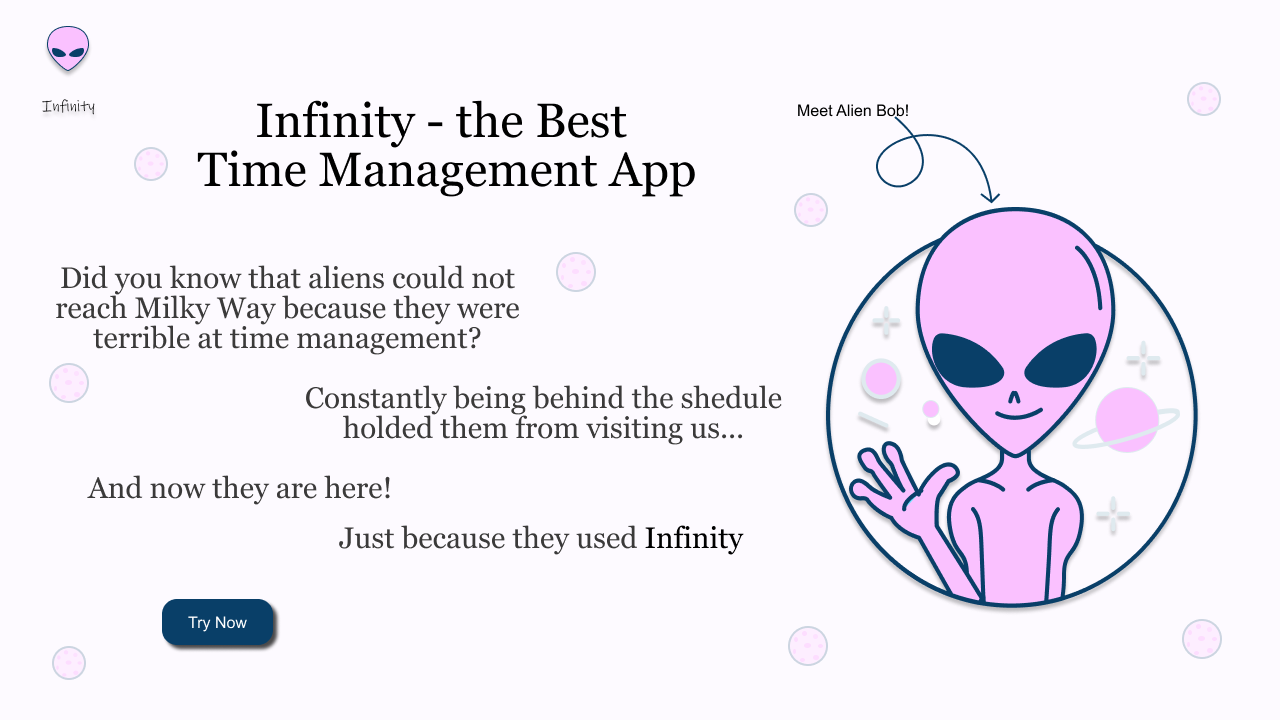 Infinity
Infinity - the Best
Time Management App
Meet Alien Bob!
Did you know that aliens could not
reach Milky Way because they were
terrible at time management?
Constantly being behind the shedule
holded them from visiting us...
And now they are here!
Just because they used Infinity
Try Now